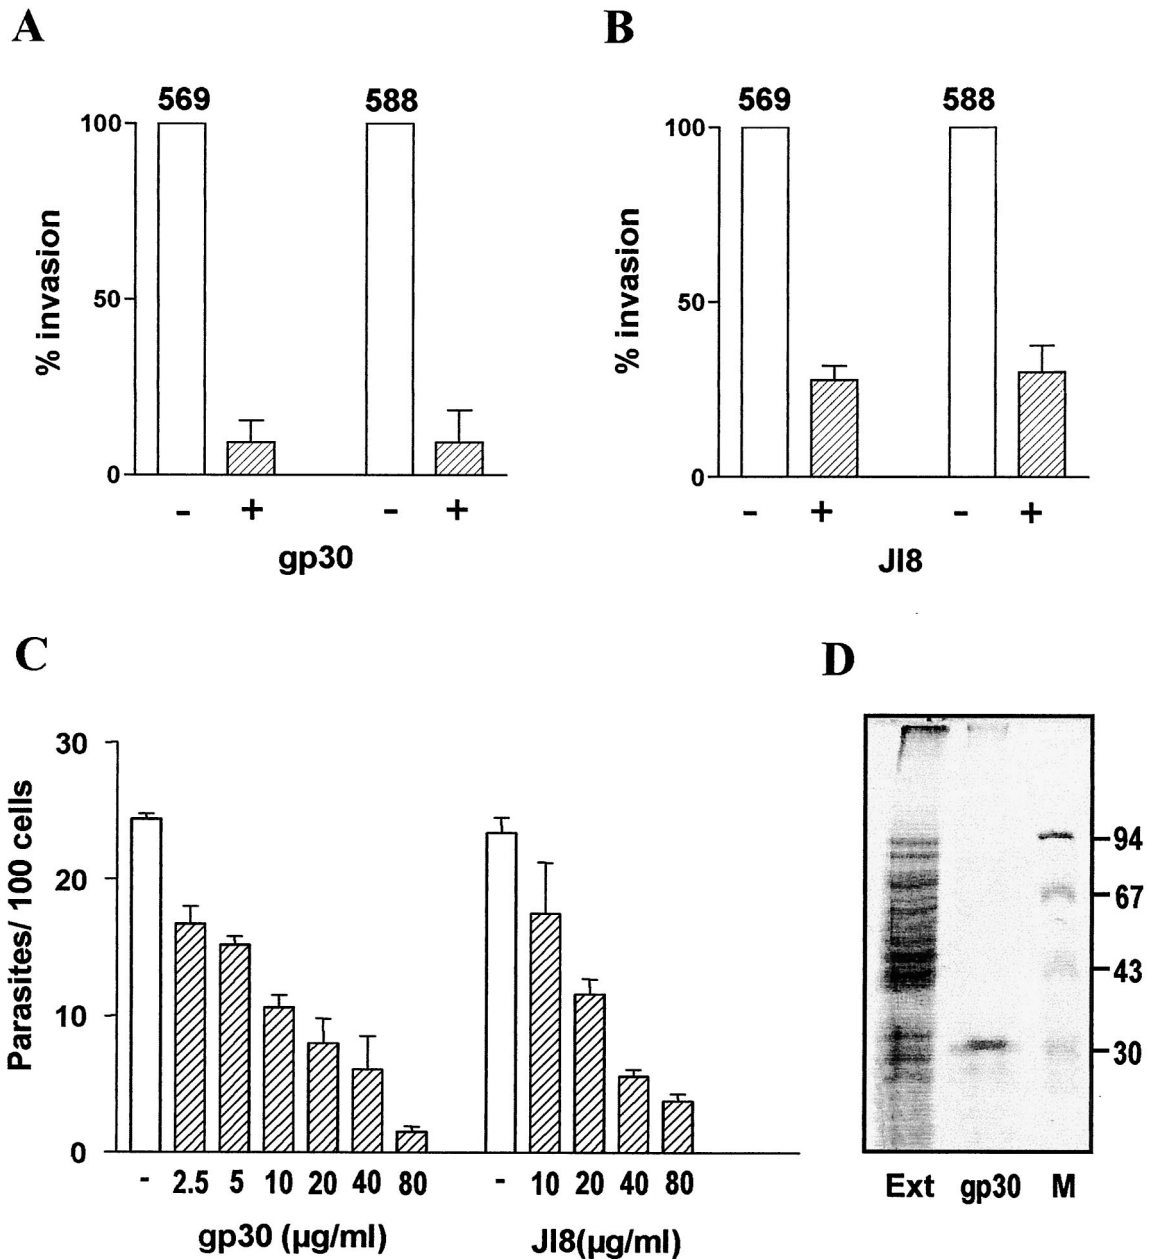 A
569 588
100
50
0
% invasion
- + - +
gp30
B
569 588
100
50
0
% invasion
- + - +
JI8
C
30
20
10
0
Parasites/ 100 cells
- 2.5 5 10 20 40 80
gp30 (µg/ml)
- 10 20 40 80
JI8(µg/ml)
D
94
67
43
30
Ext gp30 M